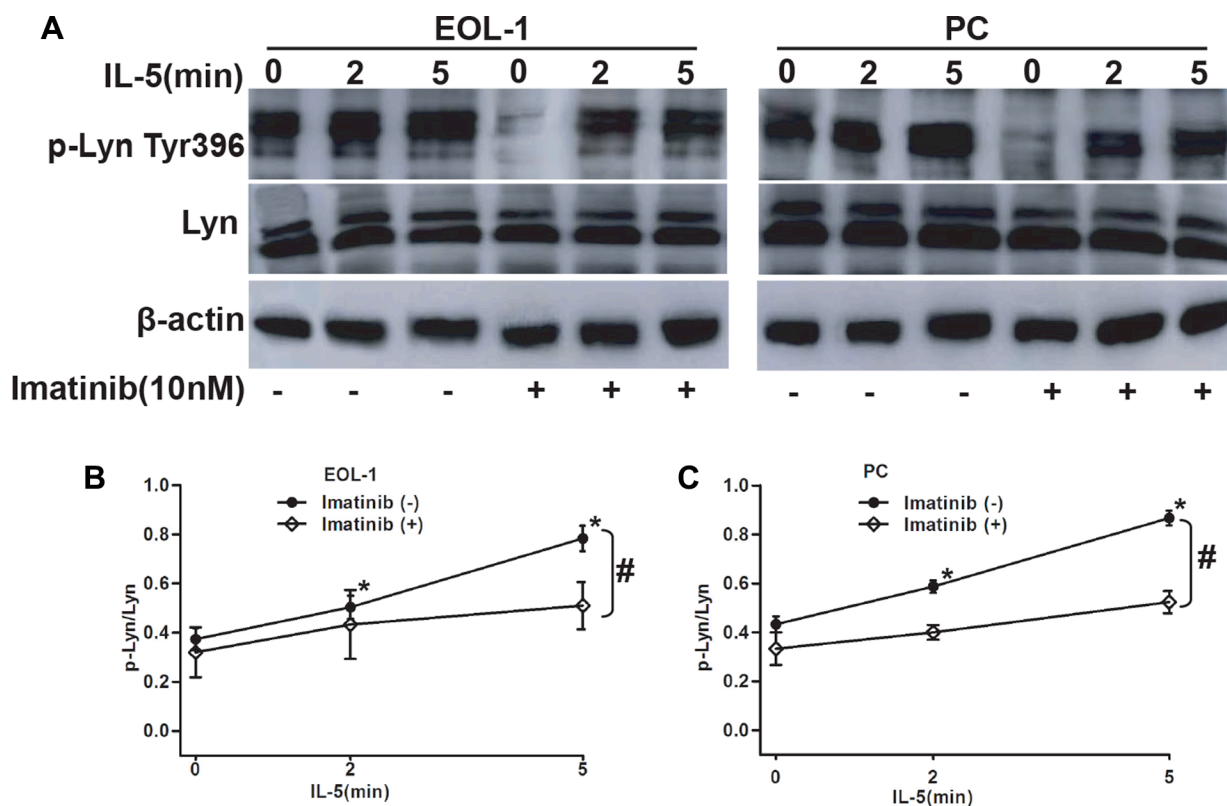 A
EOL-1
PC
IL-5(min) 0 2 5 0 2 5 0 2 5 0 2 5
p-Lyn Tyr396
Lyn
β-actin
Imatinib(10nM) - - - + + + - - - + + +
B
EOL-1
Imatinib (-)
Imatinib (+)
1.0
0.8
0.6
0.4
0.2
0.0
p-Lyn/Lyn
*
*
#
0 2 5
IL-5(min)
C
PC
Imatinib (-)
Imatinib (+)
1.0
0.8
0.6
0.4
0.2
0.0
p-Lyn/Lyn
*
*
#
0 2 5
IL-5(min)